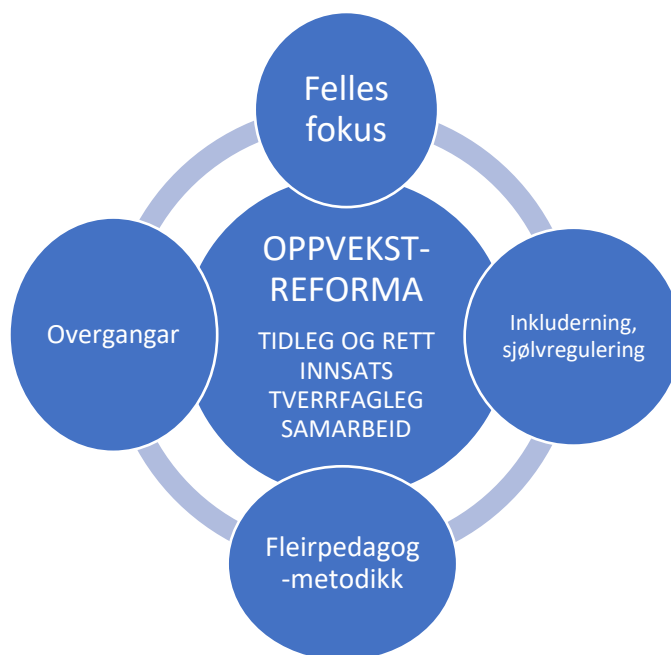 Felles
fokus
OPPVEKST-
REFORMA
TIDLEG OG RETT
INNSATS
TVERRFAGLEG
SAMARBEID
Overgangar
Inkluderning,
sjølvregulering
Fleirpedagog
-metodikk